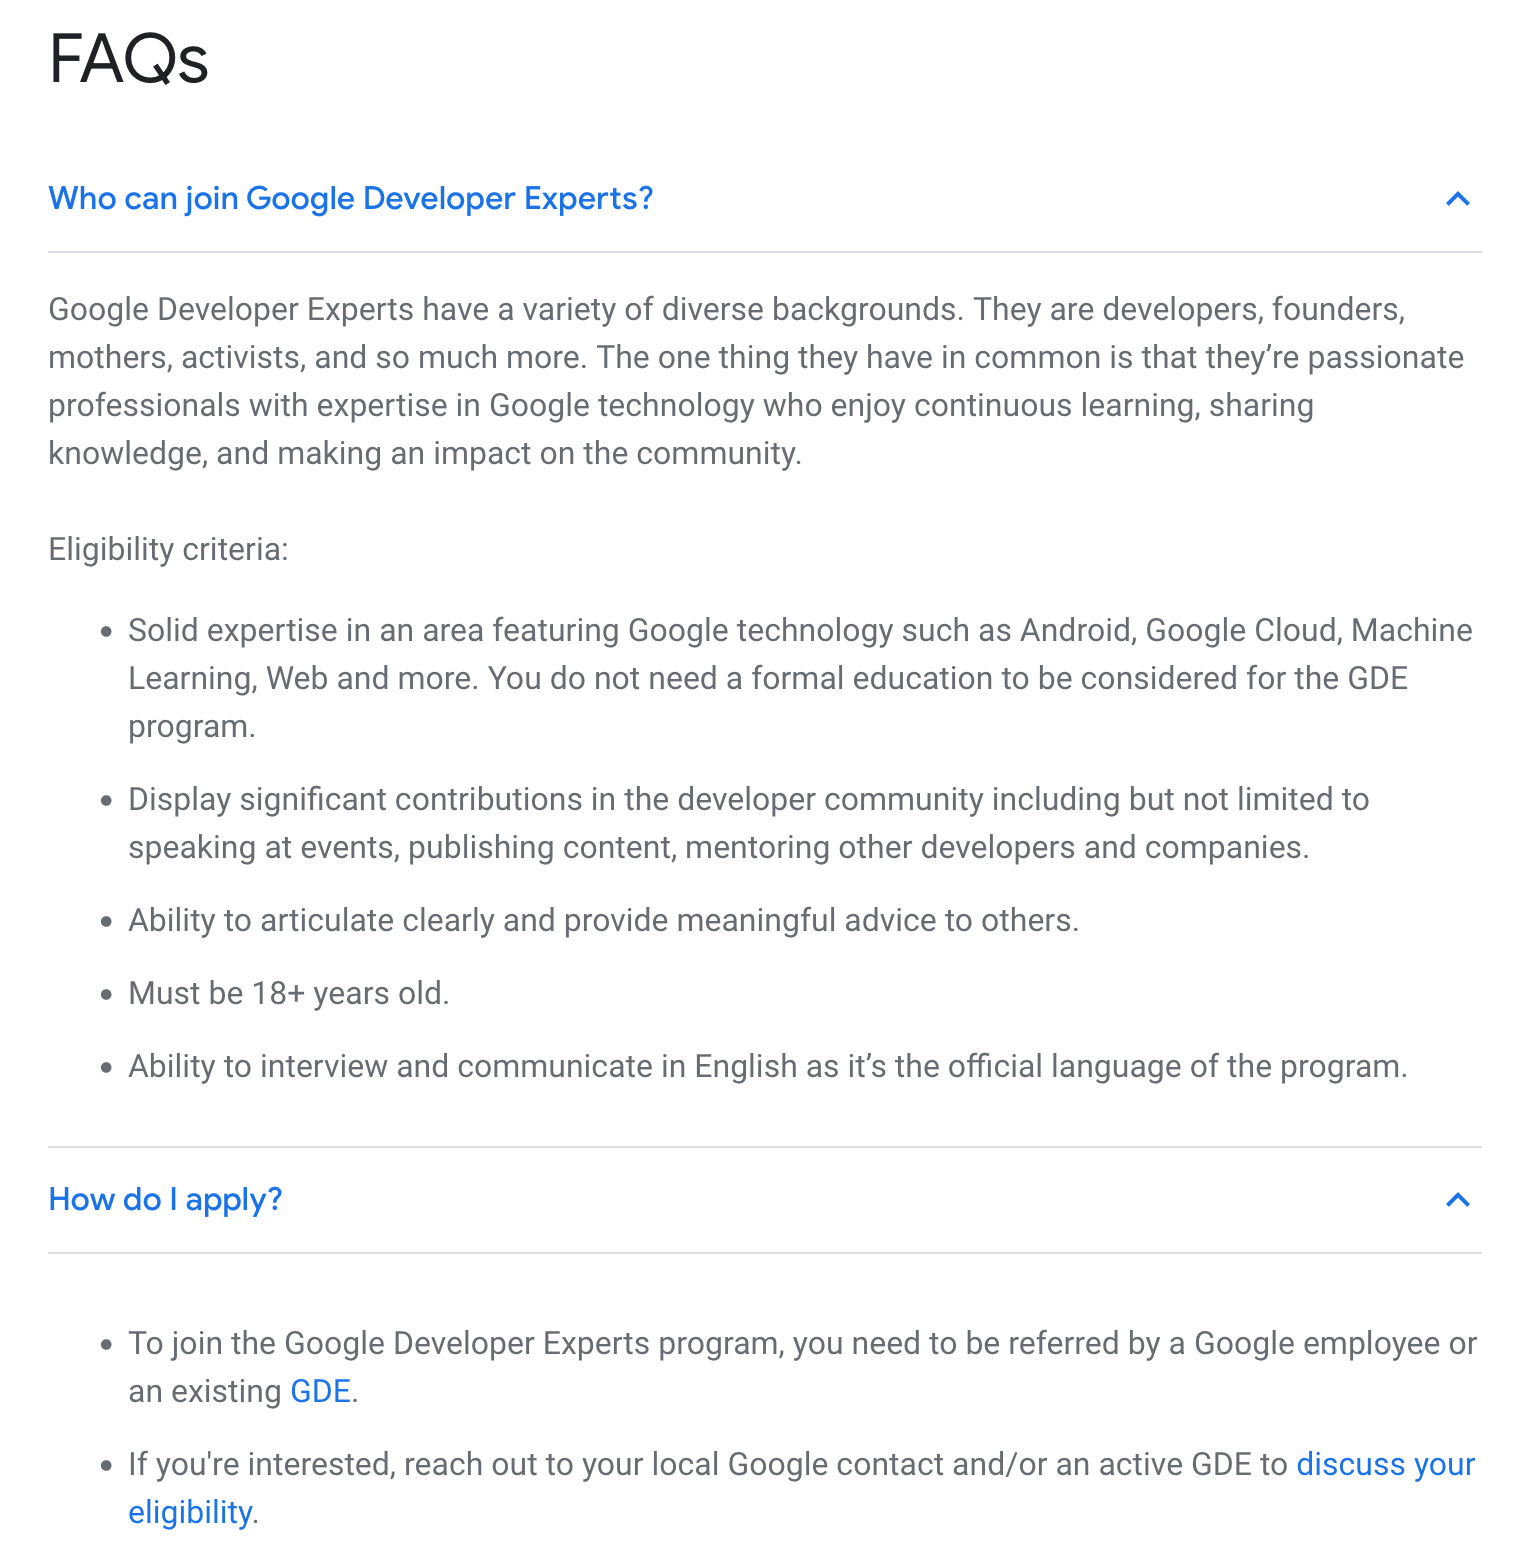 FAQs
Who can join Google Developer Experts?
Google Developer Experts have a variety of diverse backgrounds. They are developers, founders,
mothers, activists, and so much more. The one thing they have in common is that they’re passionate
professionals with expertise in Google technology who enjoy continuous learning, sharing
knowledge, and making an impact on the community.
Eligibility criteria:
• Solid expertise in an area featuring Google technology such as Android, Google Cloud, Machine
Learning, Web and more. You do not need a formal education to be considered for the GDE
program.
• Display significant contributions in the developer community including but not limited to
speaking at events, publishing content, mentoring other developers and companies.
• Ability to articulate clearly and provide meaningful advice to others.
• Must be 18+ years old.
• Ability to interview and communicate in English as it’s the official language of the program.
How do I apply?
• To join the Google Developer Experts program, you need to be referred by a Google employee or
an existing GDE.
• If you're interested, reach out to your local Google contact and/or an active GDE to discuss your
eligibility.